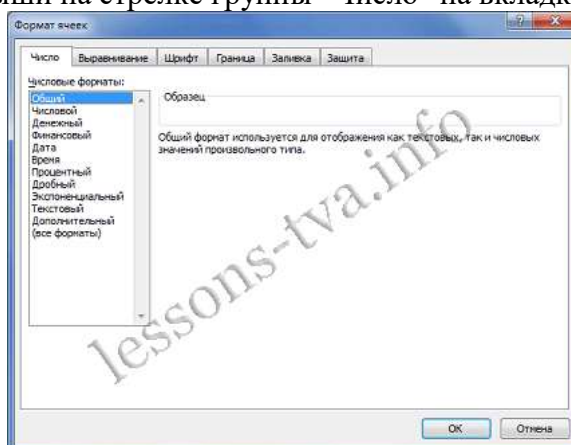 на стрелке группы "Число" на
Формат ячеек
Число Выравнивание Шрифт Граница Заливка Защита
Числовые форматы:
Общий
Числовой
Денежный
Финансовый
Дата
Время
Процентный
Дробный
Экспоненциальный
Текстовый
Дополнительный
(все форматы)
Образец
Общий формат используется для отображения как текстовых, так и числовых
значений произвольного типа.
lessons-tva.info
ОК Отмена